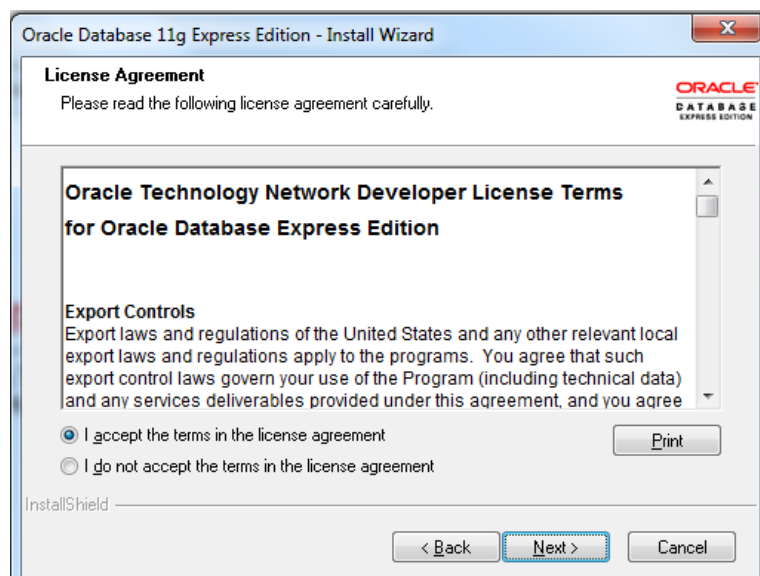 Oracle Database 11g Express Edition - Install Wizard
License Agreement
Please read the following license agreement carefully.
ORACLE
DATABASE
EXPRESS EDITION
Oracle Technology Network Developer License Terms
for Oracle Database Express Edition
Export Controls
Export laws and regulations of the United States and any other relevant local
export laws and regulations apply to the programs.  You agree that such
export control laws govern your use of the Program (including technical data)
and any services deliverables provided under this agreement, and you agree
I accept the terms in the license agreement
Print
I do not accept the terms in the license agreement
InstallShield
< Back
Next >
Cancel